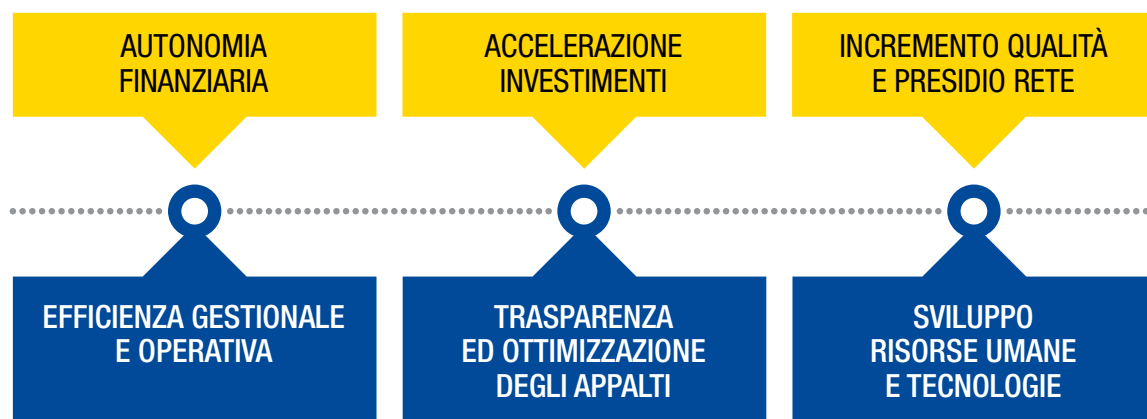 AUTONOMIA
FINANZIARIA
ACCELERAZIONE
INVESTIMENTI
INCREMENTO QUALITÀ
E PRESIDIO RETE
EFFICIENZA GESTIONALE
E OPERATIVA
TRASPARENZA
ED OTTIMIZZAZIONE
DEGLI APPALTI
SVILUPPO
RISORSE UMANE
E TECNOLOGIE